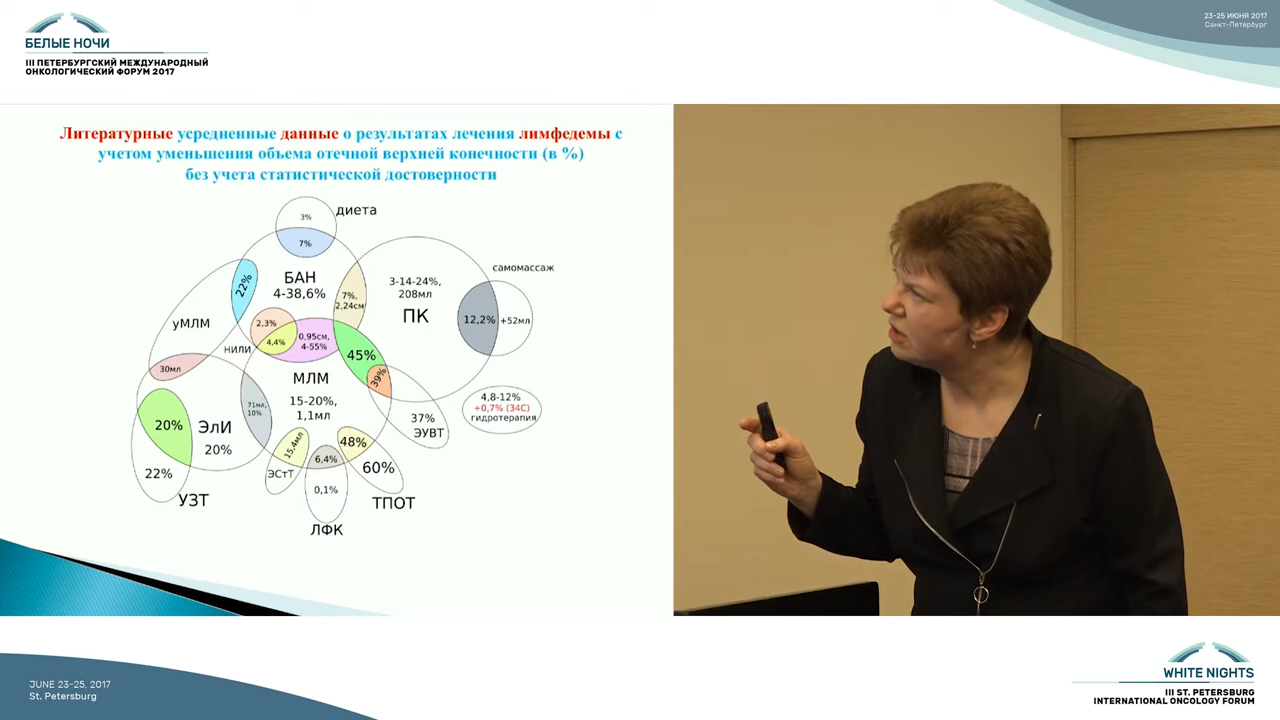 БЕЛЫЕ НОЧИ
III ПЕТЕРБУРГСКИЙ МЕЖДУНАРОДНЫЙ
ОНКОЛОГИЧЕСКИЙ ФОРУМ 2017
23-25 ИЮНЯ 2017
Санкт-Петербург
Литературные усредненные данные о результатах лечения лимфедемы с
учетом уменьшения объема отечной верхней конечности (в %)
без учета статистической достоверности
3%
диета
7%
22%
БАН
4-38,6%
7%,
2,24см
3-14-24%,
208мл
ПК
самомассаж
12,2%
+52мл
уМЛМ
2,3%
НИЛИ
4,4%
0,95см,
4-55%
45%
39%
30мл
МЛМ
15-20%,
1,1мл
71мл,
10%
4,8-12%
+0,7% (34С)
гидротерапия
37%
ЭУВТ
20%
ЭлИ
20%
22%
УЗТ
15,4мл
ЭСтТ
6,4%
0,1%
ЛФК
48%
60%
ТПОТ
JUNE 23-25, 2017
St. Petersburg
WHITE NIGHTS
III ST. PETERSBURG
INTERNATIONAL ONCOLOGY FORUM